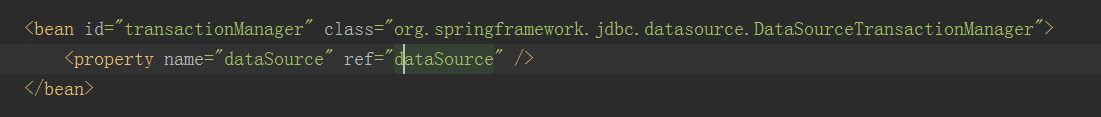 <bean id="transactionManager" class="org.springframework.jdbc.datasource.DataSourceTransactionManager">
<property name="dataSource" ref="dataSource" />
</bean>